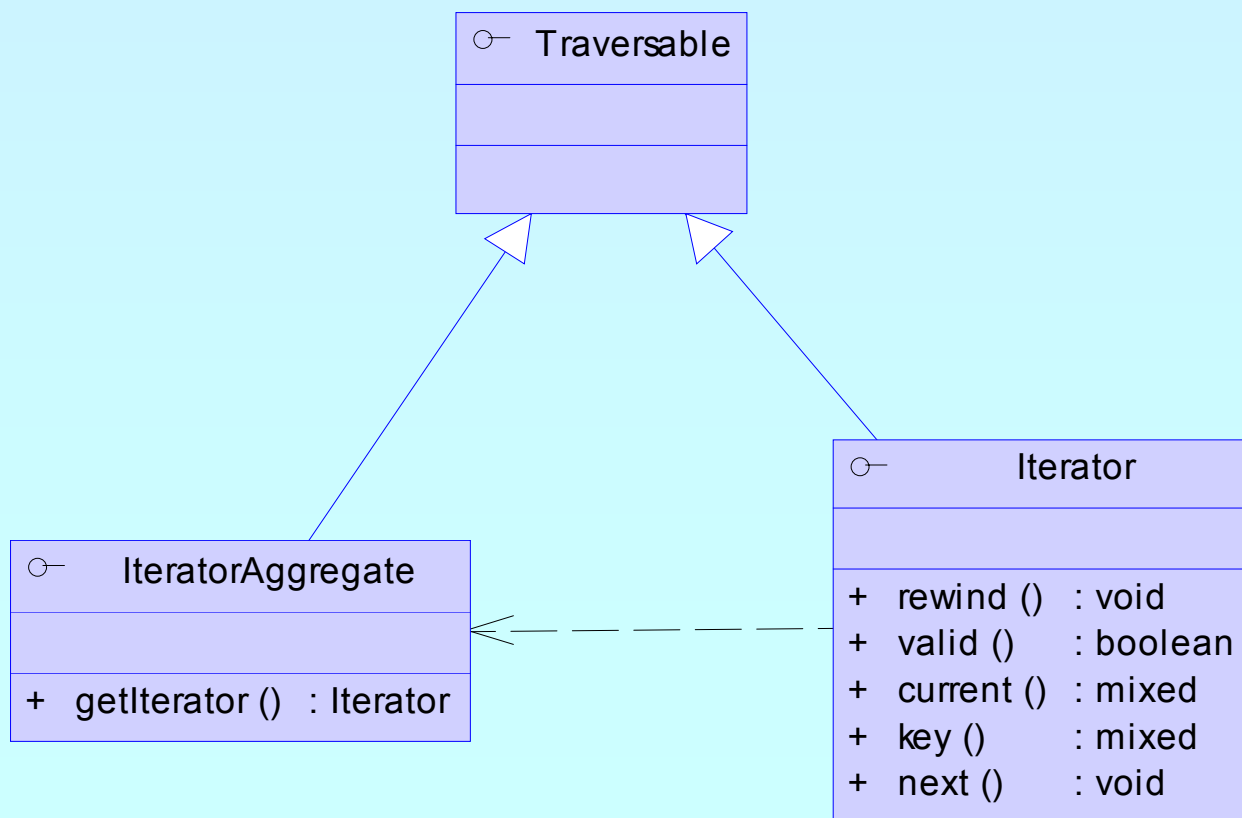 Traversable
Iterator
+ rewind () : void
+ valid () : boolean
+ current () : mixed
+ key () : mixed
+ next () : void
IteratorAggregate
+ getIterator () : Iterator